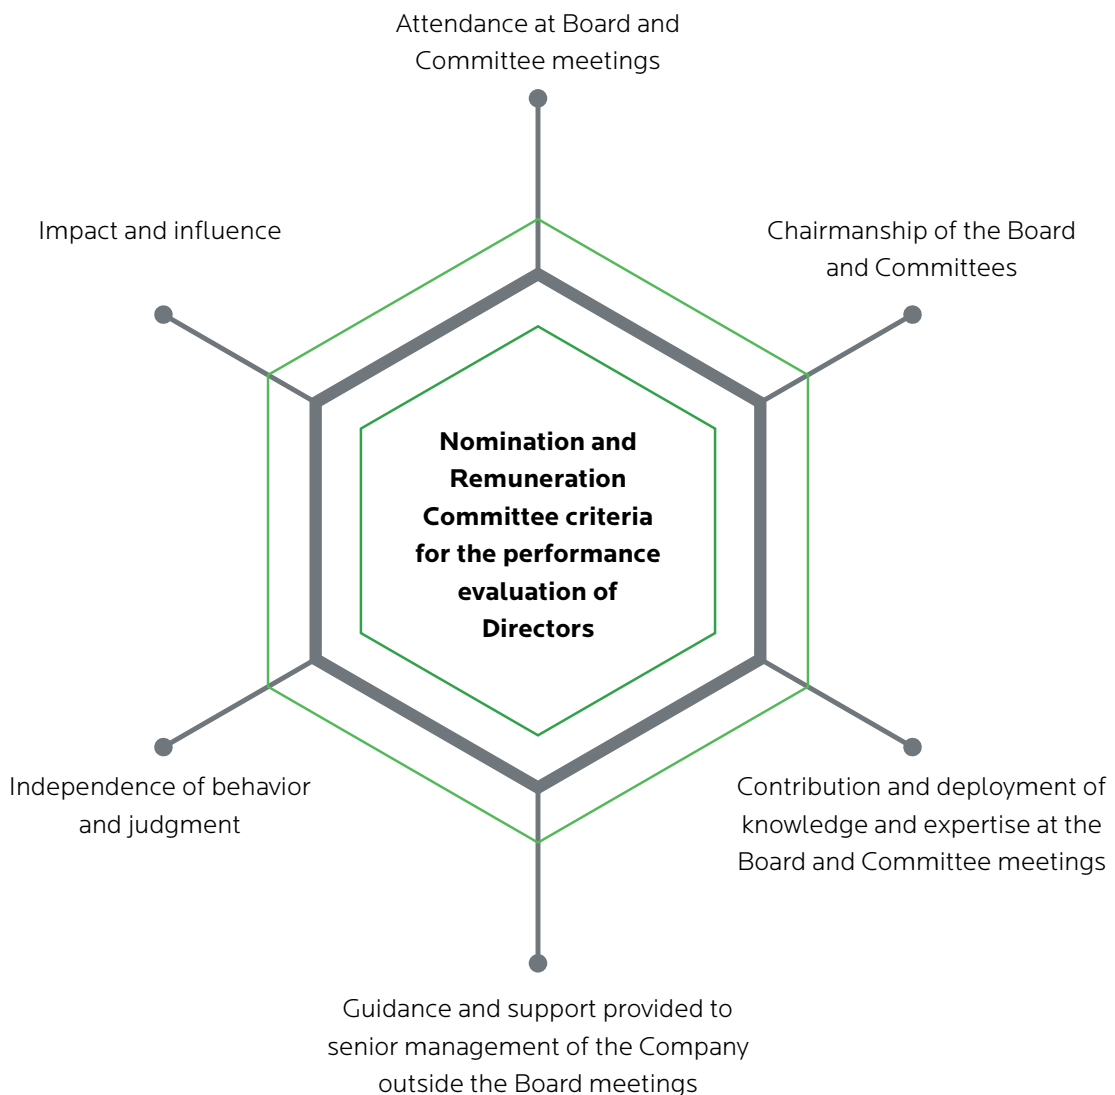 Attendance at Board and
Committee meetings
Impact and influence
Chairmanship of the Board
and Committees
Nomination and
Remuneration
Committee criteria
for the performance
evaluation of
Directors
Independence of behavior
and judgment
Contribution and deployment of
knowledge and expertise at the
Board and Committee meetings
Guidance and support provided to
senior management of the Company
outside the Board meetings